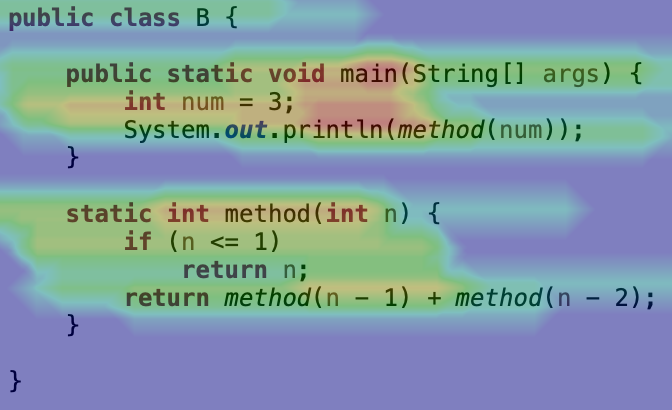 public class B {
public static void main(String[] args) {
int num = 3;
System.out.println(method(num));
}
static int method(int n) {
if (n <= 1)
return n;
return method(n - 1) + method(n - 2);
}
}